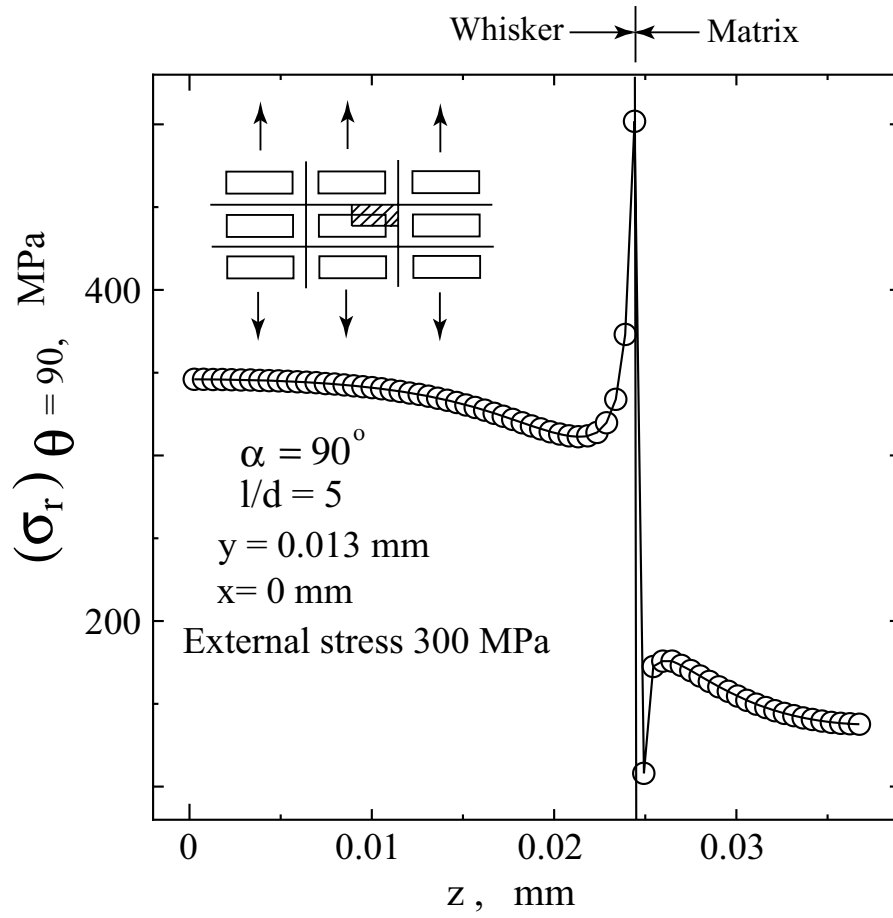 Whisker Matrix
(σr) θ = 90, MPa
400
200
α = 90°
l/d = 5
y = 0.013 mm
x= 0 mm
External stress 300 MPa
0 0.01 0.02 0.03
z , mm